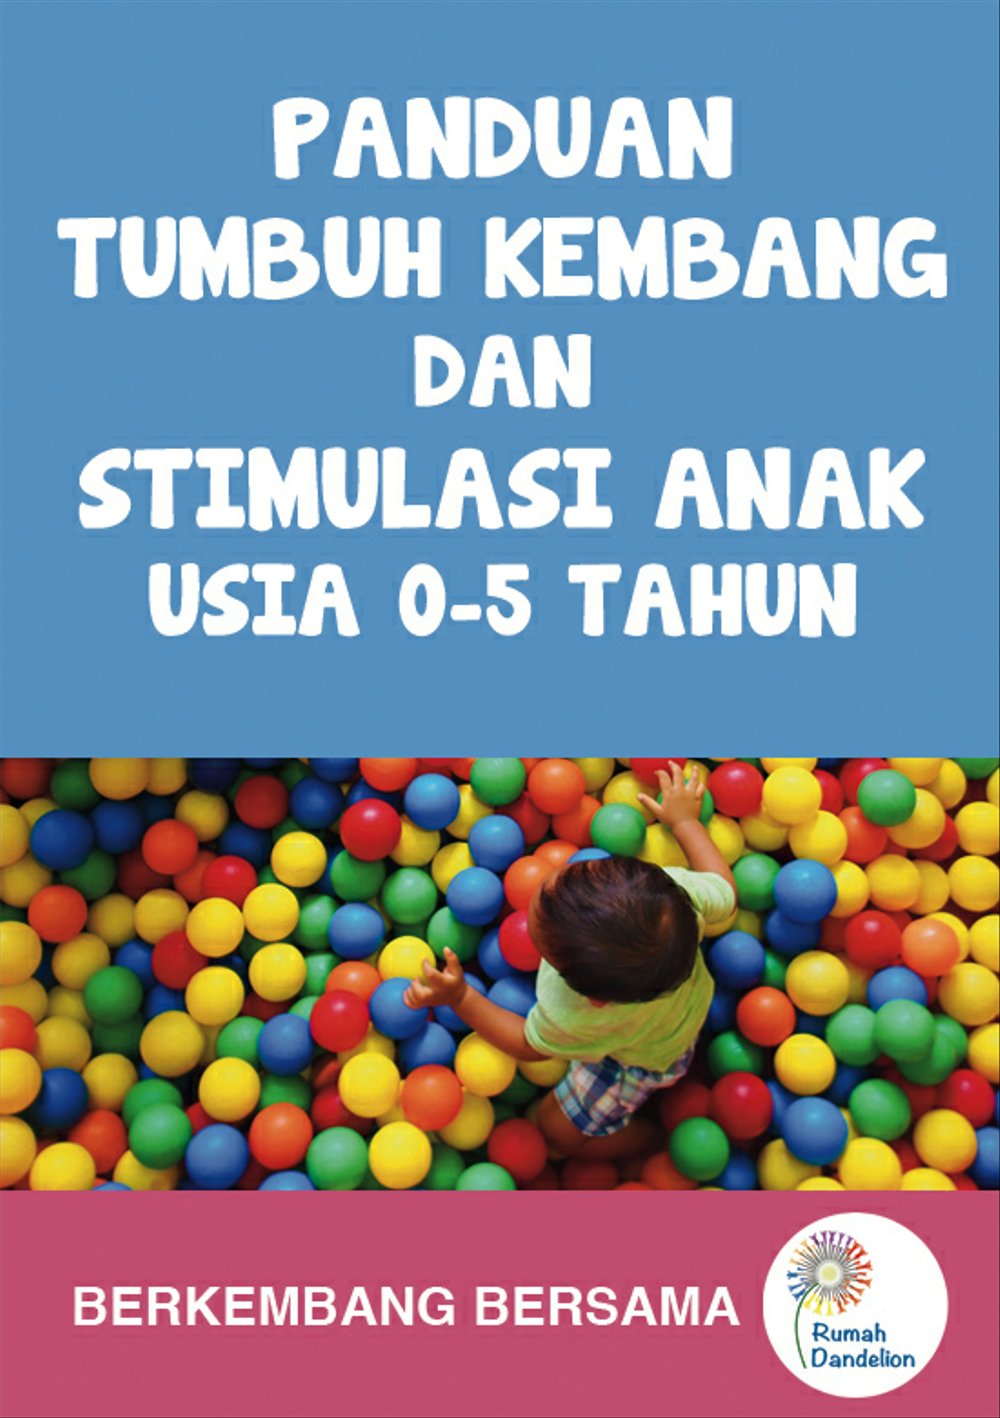 PANDUAN
TUMBUH KEMBANG
DAN
STIMULASI ANAK
USIA 0-5 TAHUN
BERKEMBANG BERSAMA
Rumah
Dandelion